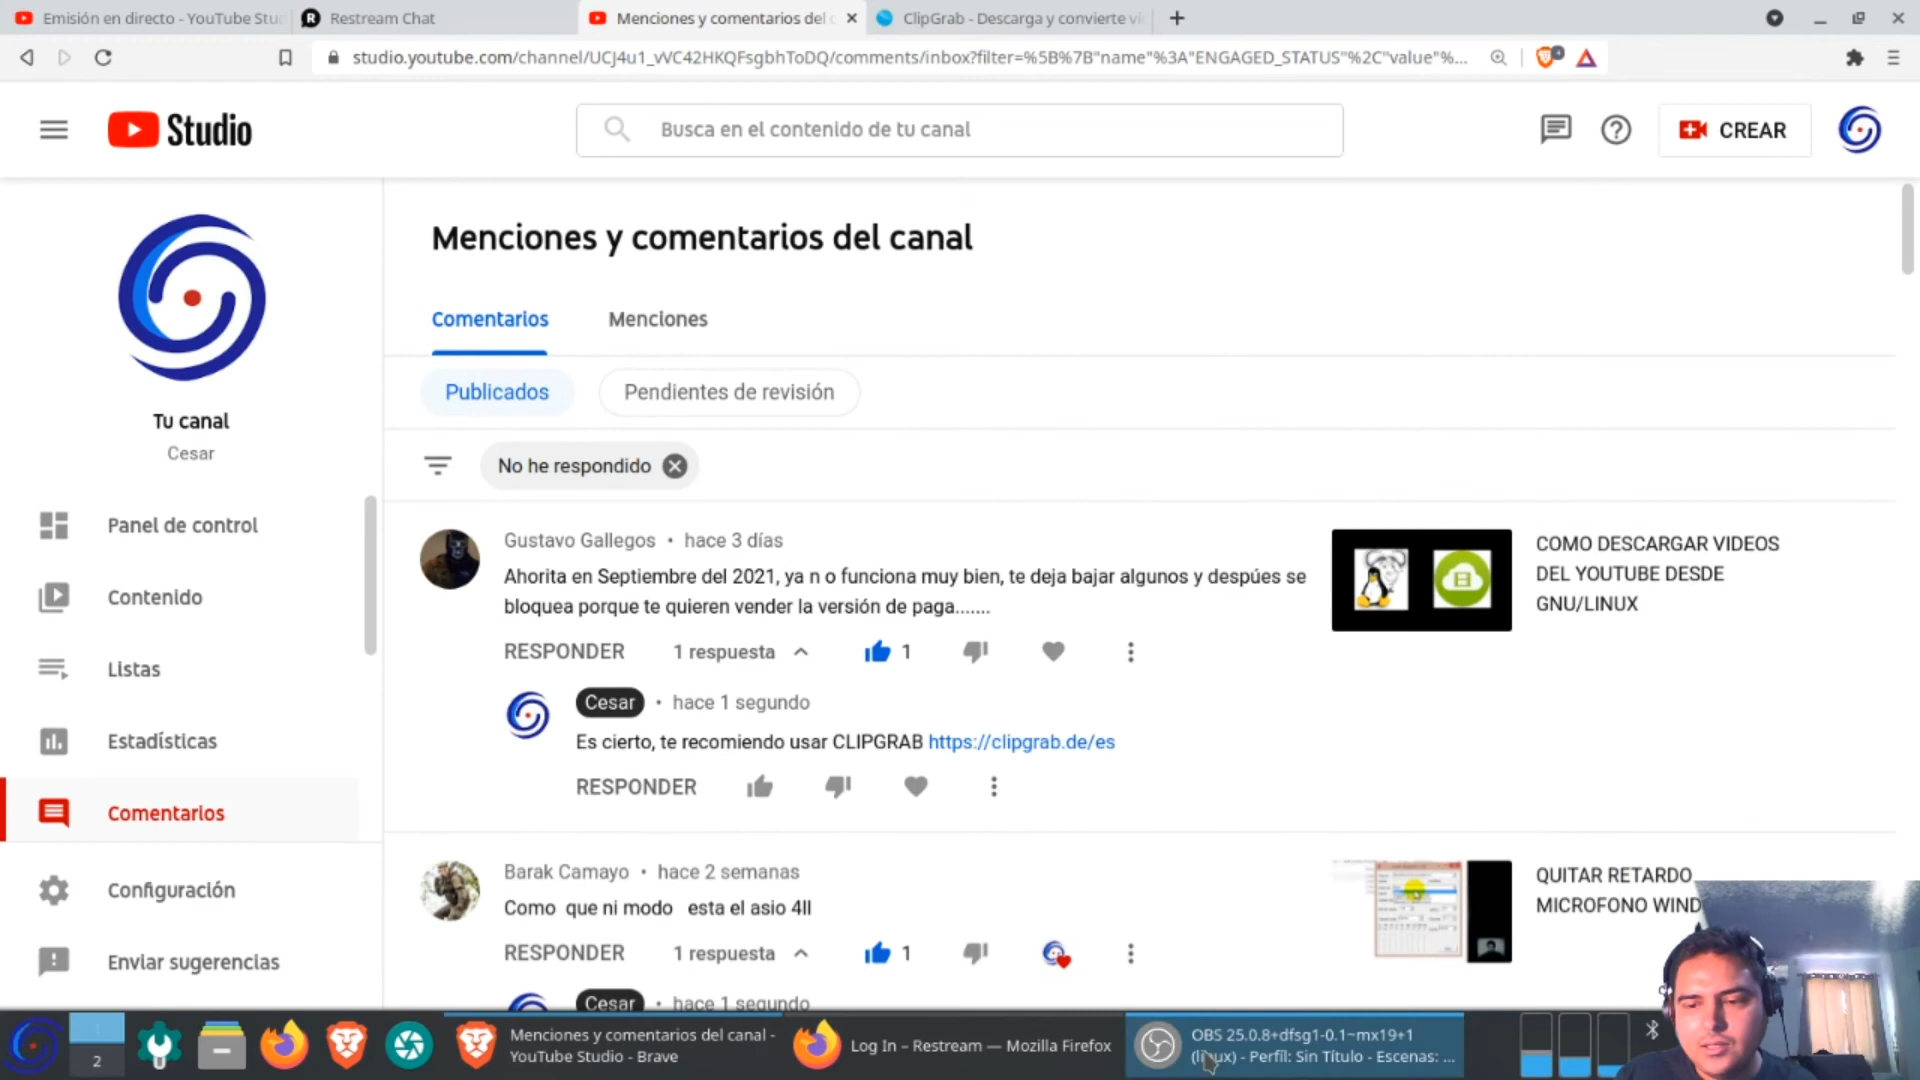 Emisión en directo - YouTube Stu
Restream Chat
Menciones y comentarios del c
ClipGrab - Descarga y convierte vi
studio.youtube.com/channel/UCJ4u1_vVC42HKQFsgbhToDQ/comments/inbox?filter=%5B%7B"name"%3A"ENGAGED_STATUS"%2C"value"%...
Studio
Busca en el contenido de tu canal
CREAR
Menciones y comentarios del canal
Comentarios
Menciones
Publicados
Pendientes de revisión
No he respondido
Tu canal
Cesar
Panel de control
Contenido
Listas
Estadísticas
Comentarios
Configuración
Enviar sugerencias
Gustavo Gallegos • hace 3 días
Ahorita en Septiembre del 2021, ya n o funciona muy bien, te deja bajar algunos y despúes se
bloquea porque te quieren vender la versión de paga.......
RESPONDER 1 respuesta 1
COMO DESCARGAR VIDEOS
DEL YOUTUBE DESDE
GNU/LINUX
Cesar • hace 1 segundo
Es cierto, te recomiendo usar CLIPGRAB https://clipgrab.de/es
RESPONDER
Barak Camayo • hace 2 semanas
Como que ni modo esta el asio 4ll
RESPONDER 1 respuesta 1
QUITAR RETARDO
MICROFONO WIND
Cesar • hace 1 segundo
2
Menciones y comentarios del canal -
YouTube Studio - Brave
Log In – Restream — Mozilla Firefox
OBS 25.0.8+dfsg1-0.1~mx19+1
(linux) - Perfil: Sin Título - Escenas: ...